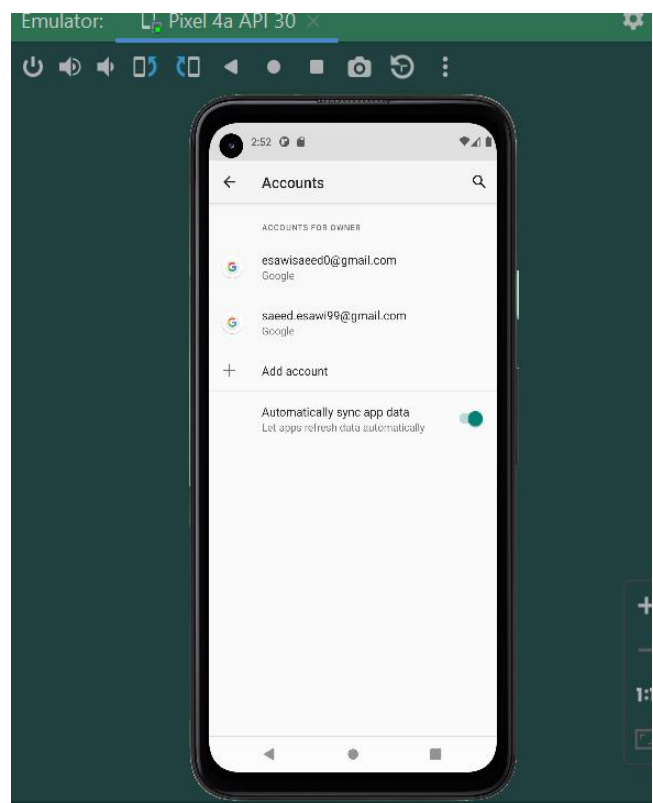 Emulator: Pixel 4a API 30
2:52
Accounts
ACCOUNTS FOR OWNER
esawisaeed0@gmail.com
Google
saeed.esawi99@gmail.com
Google
Add account
Automatically sync app data
Let apps refresh data automatically